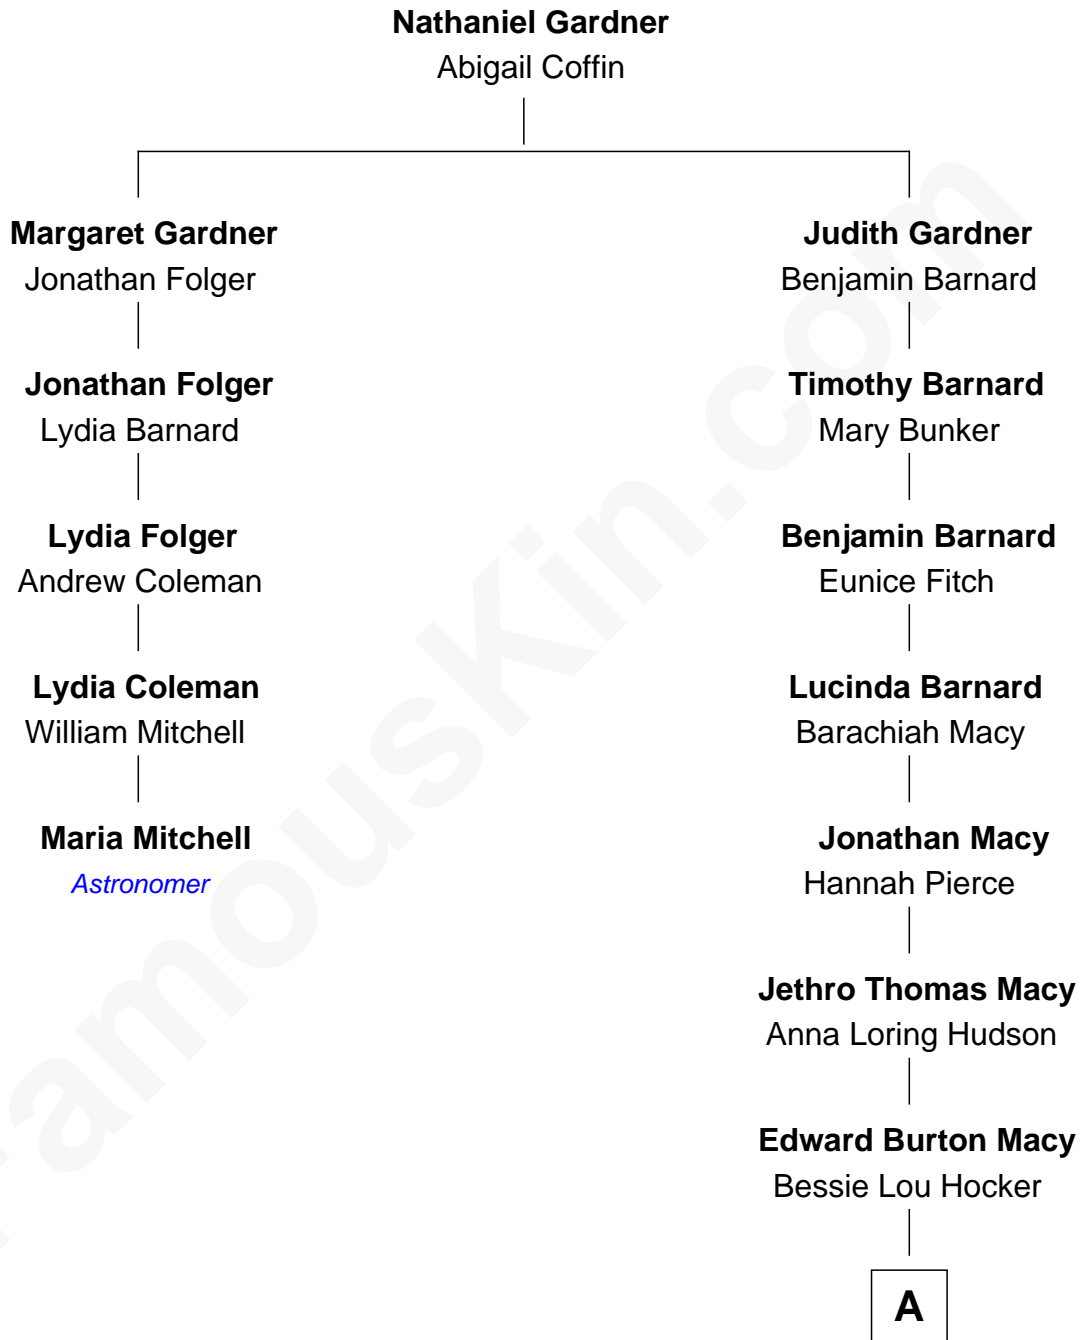 Nathaniel Gardner
Abigail Coffin
Margaret Gardner
Jonathan Folger
Judith Gardner
Benjamin Barnard
Jonathan Folger
Lydia Barnard
Timothy Barnard
Mary Bunker
Lydia Folger
Andrew Coleman
Benjamin Barnard
Eunice Fitch
Lydia Coleman
William Mitchell
Lucinda Barnard
Barachiah Macy
Maria Mitchell
Astronomer
Jonathan Macy
Hannah Pierce
Jethro Thomas Macy
Anna Loring Hudson
Edward Burton Macy
Bessie Lou Hocker
A
FamousKin.com